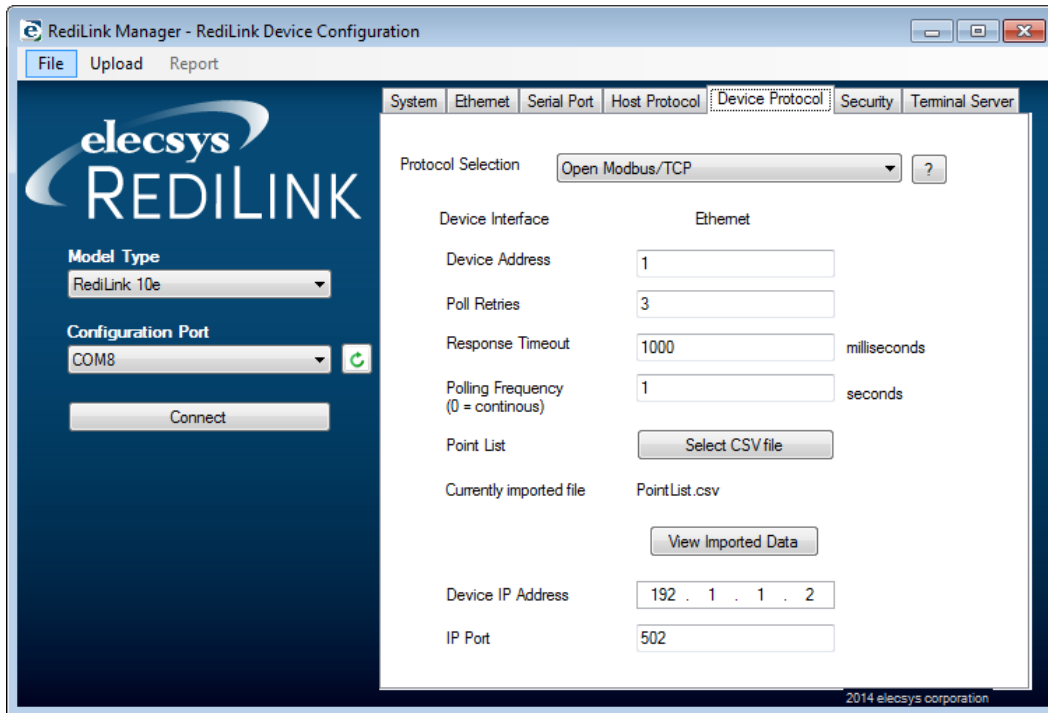 RediLink Manager - RediLink Device Configuration
File Upload Report
elecsys
REDILINK
Model Type
RediLink 10e
Configuration Port
COM8
Connect
System Ethernet Serial Port Host Protocol Device Protocol Security Terminal Server
Protocol Selection Open Modbus/TCP ?
Device Interface Ethernet
Device Address 1
Poll Retries 3
Response Timeout 1000 milliseconds
Polling Frequency 1 seconds
(0 = continous)
Point List Select CSV file
Currently imported file PointList.csv
View Imported Data
Device IP Address 192 . 1 . 1 . 2
IP Port 502
2014 elecsys corporation